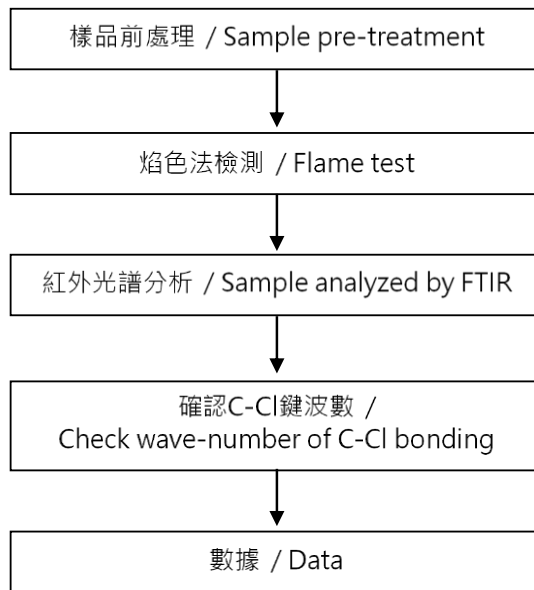 樣品前處理 / Sample pre-treatment
焰色法檢測 / Flame test
紅外光譜分析 / Sample analyzed by FTIR
確認C-Cl鍵波數 /
Check wave-number of C-Cl bonding
數據 / Data